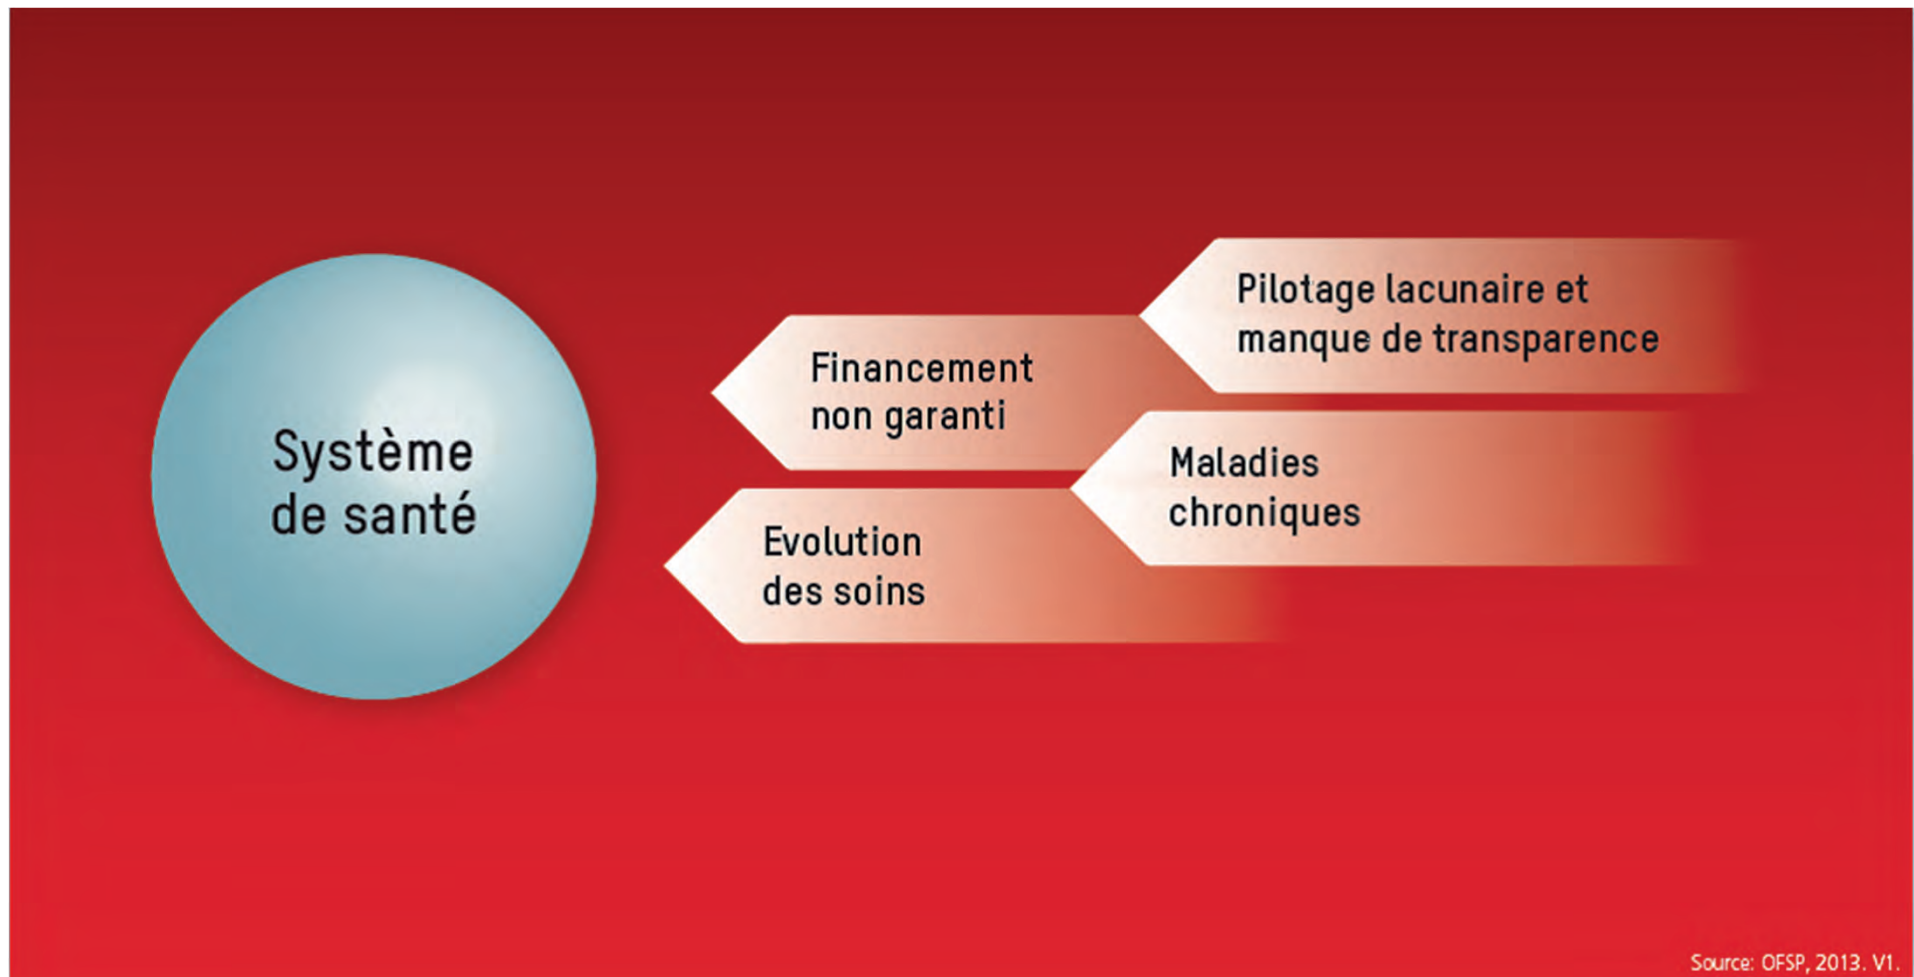 Système
de santé
Financement
non garanti
Pilotage lacunaire et
manque de transparence
Evolution
des soins
Maladies
chroniques
Source: OFSP, 2013. V1.